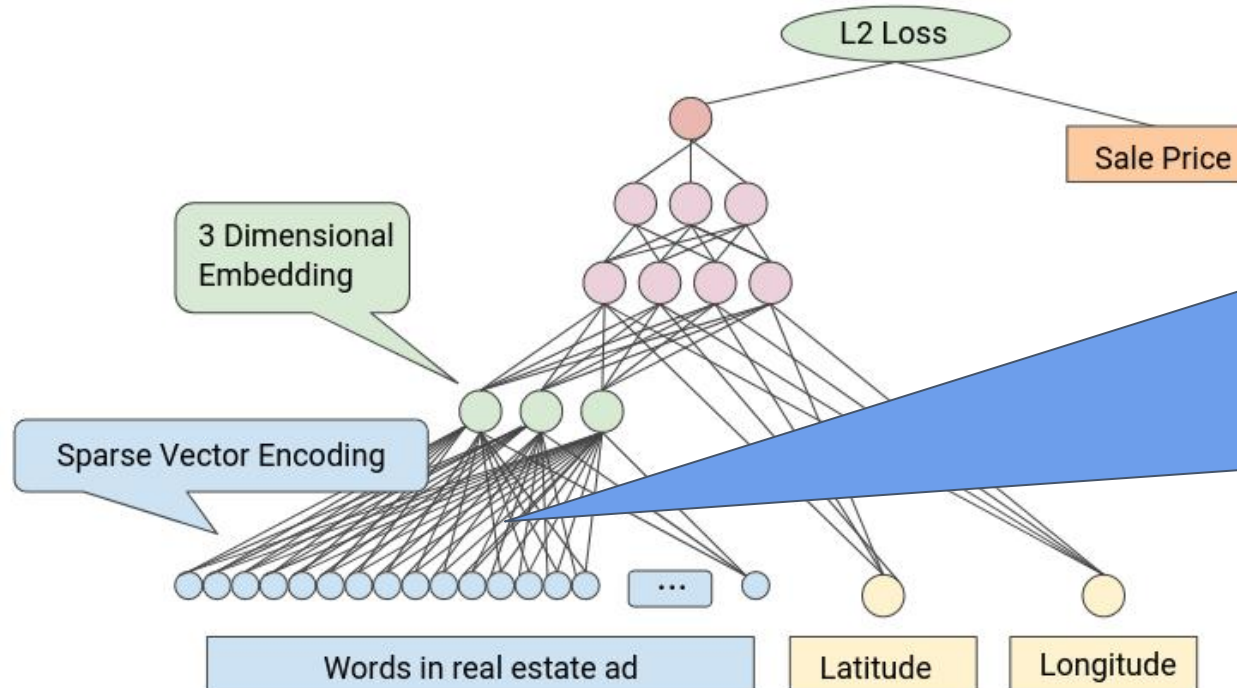 L2 Loss
Sale Price
3 Dimensional
Embedding
Sparse Vector Encoding
...
Words in real estate ad
Latitude
Longitude